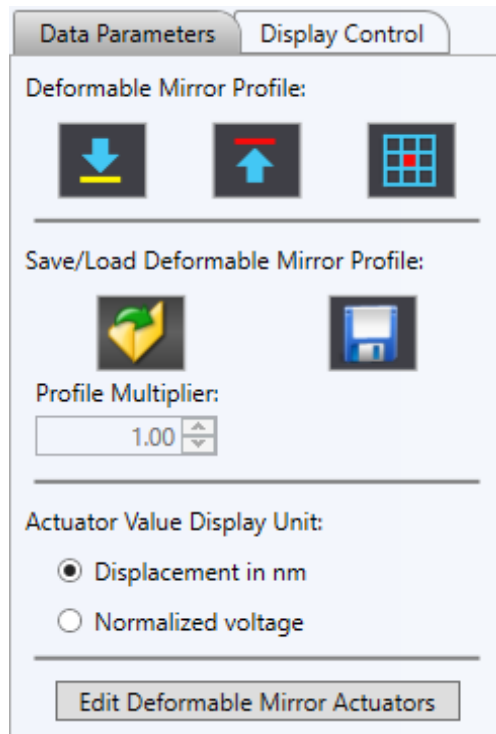 Data Parameters
Display Control
Deformable Mirror Profile:
Save/Load Deformable Mirror Profile:
Profile Multiplier:
1.00
Actuator Value Display Unit:
Displacement in nm
Normalized voltage
Edit Deformable Mirror Actuators